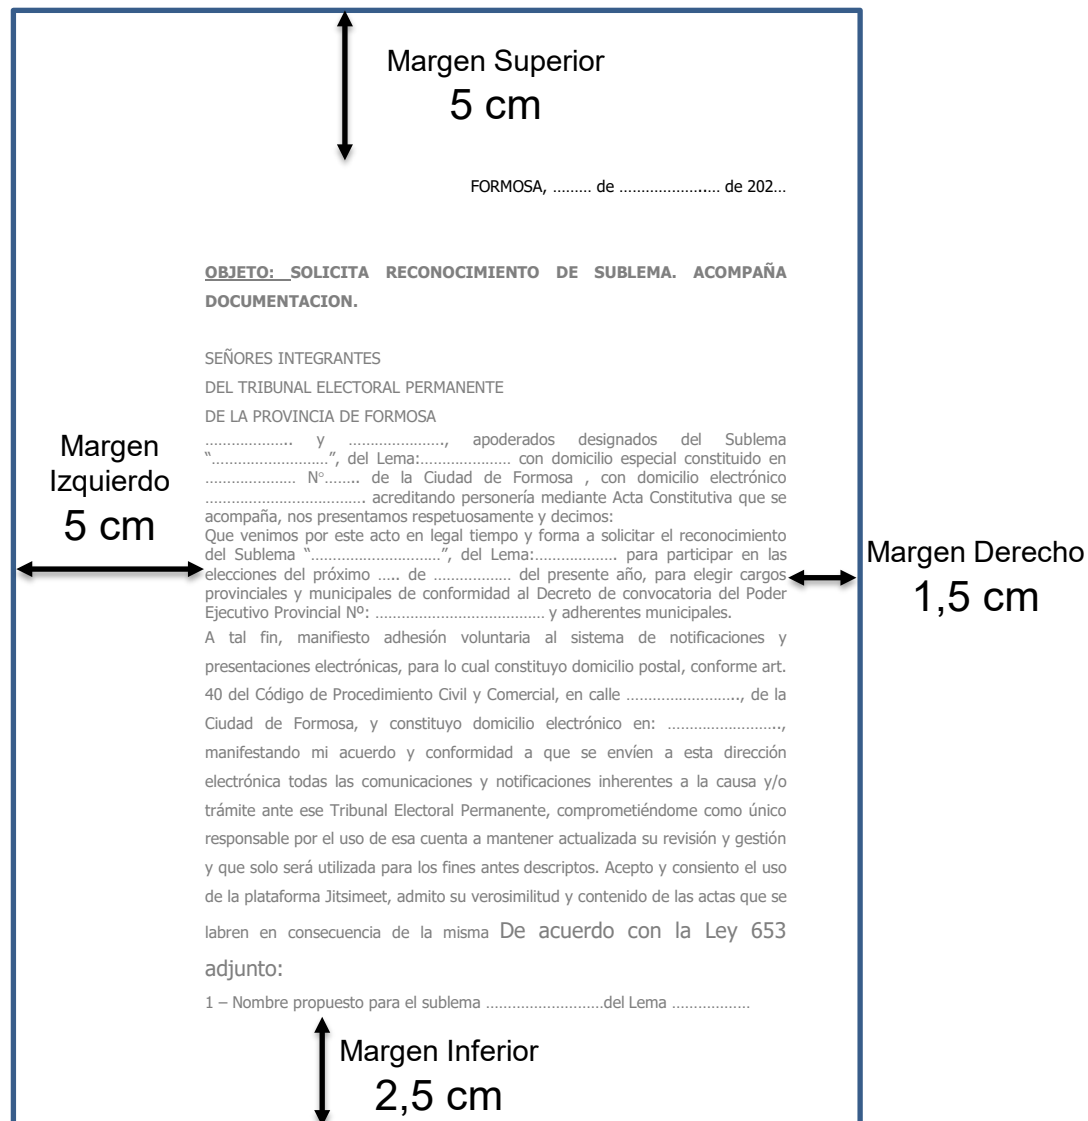 Margen Superior
5 cm
FORMOSA, ……… de …………………..… de 202…
OBJETO: SOLICITA RECONOCIMIENTO DE SUBLEMA. ACOMPAÑA
DOCUMENTACION.
SEÑORES INTEGRANTES
DEL TRIBUNAL ELECTORAL PERMANENTE
DE LA PROVINCIA DE FORMOSA
……………….. y …………………., apoderados designados del Sublema
“………………………”, del Lema:………………… con domicilio especial constituido en
………………… N°…….. de la Ciudad de Formosa , con domicilio electrónico
………………………………. acreditando personería mediante Acta Constitutiva que se
acompaña, nos presentamos respetuosamente y decimos:
Que venimos por este acto en legal tiempo y forma a solicitar el reconocimiento
del Sublema “…………………………”, del Lema:………………. para participar en las
elecciones del próximo ….. de ……………… del presente año, para elegir cargos
provinciales y municipales de conformidad al Decreto de convocatoria del Poder
Ejecutivo Provincial Nº: ………………………………… y adherentes municipales.
A tal fin, manifiesto adhesión voluntaria al sistema de notificaciones y
presentaciones electrónicas, para lo cual constituyo domicilio postal, conforme art.
40 del Código de Procedimiento Civil y Comercial, en calle …………………….., de la
Ciudad de Formosa, y constituyo domicilio electrónico en: ……………………..,
manifestando mi acuerdo y conformidad a que se envíen a esta dirección
electrónica todas las comunicaciones y notificaciones inherentes a la causa y/o
trámite ante ese Tribunal Electoral Permanente, comprometiéndome como único
responsable por el uso de esa cuenta a mantener actualizada su revisión y gestión
y que solo será utilizada para los fines antes descriptos. Acepto y consiento el uso
de la plataforma Jitsimeet, admito su verosimilitud y contenido de las actas que se
labren en consecuencia de la misma De acuerdo con la Ley 653
adjunto:
1 – Nombre propuesto para el sublema ………………………del Lema ………………
Margen
Izquierdo
5 cm
Margen Derecho
1,5 cm
Margen Inferior
2,5 cm